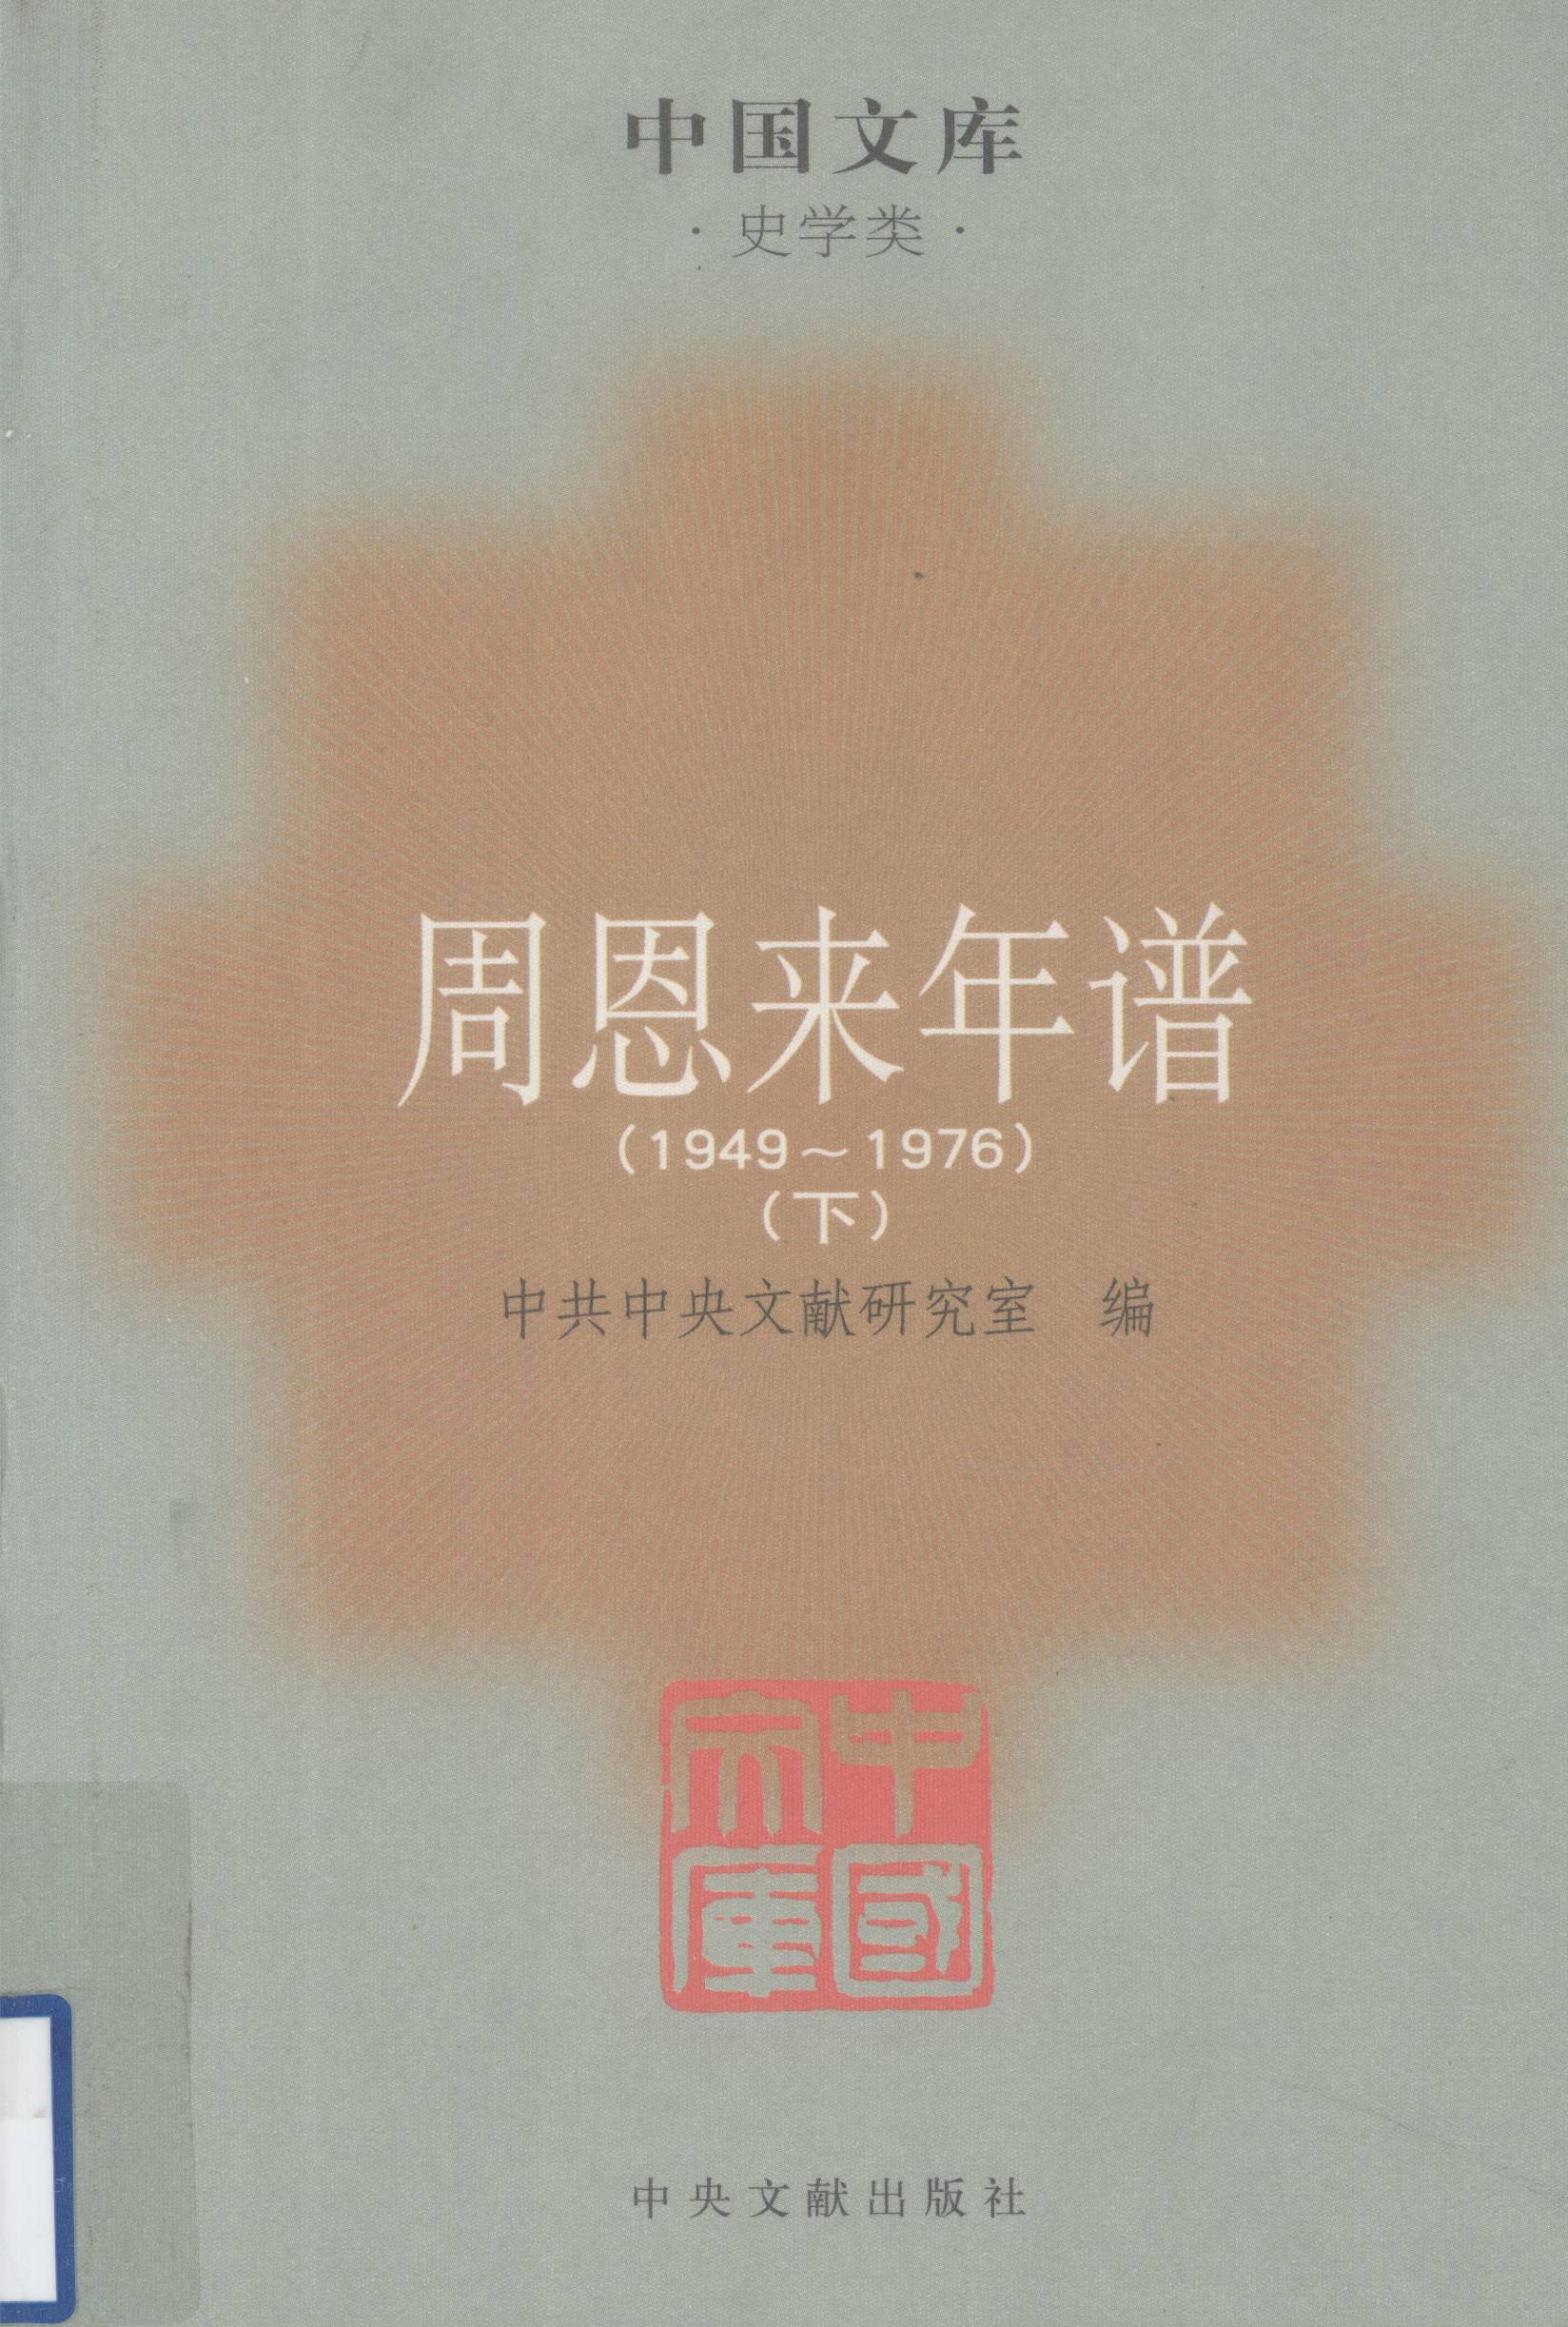 中国文库
·史学类·
周恩来年谱
（1949～1976）
（下）
中共中央文献研究室 编
中國
文庫
中央文献出版社